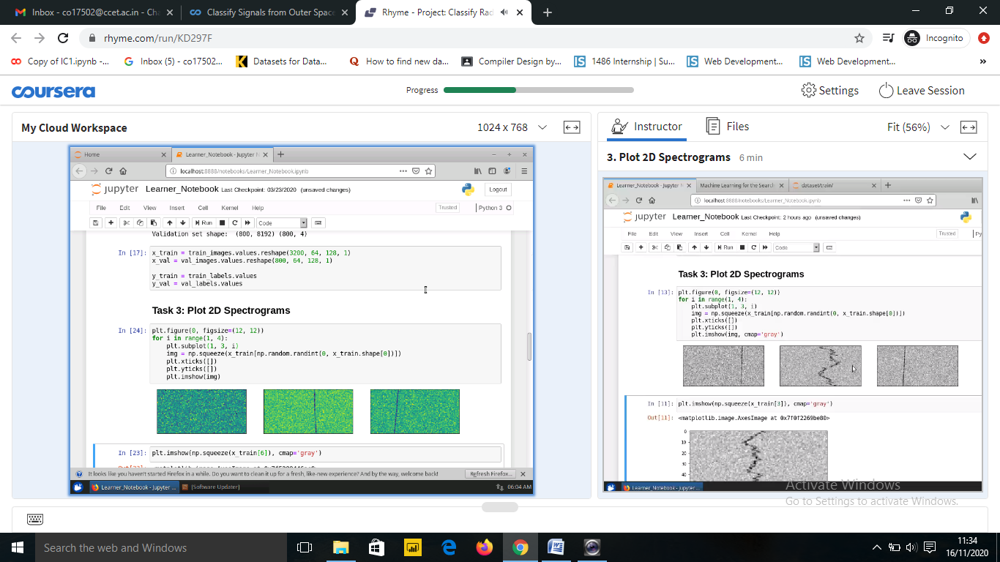 Inbox - co17502@ccet.ac.in - Cha
Classify Signals from Outer Space
Rhyme - Project: Classify Rad
rhyme.com/run/KD297F
Incognito
Copy of IC1.ipynb -...
Inbox (5) - co17502...
Datasets for Data...
How to find new da...
Compiler Design by...
1486 Internship | Su...
Web Development...
Web Development...
coursera
Progress
Settings
Leave Session
My Cloud Workspace
1024 x 768
Instructor
Files
Fit (56%)
3. Plot 2D Spectrograms 6 min
Home
Learner_Notebook - Jupyter N
localhost:8888/notebooks/Learner_Notebook.ipynb
jupyter Learner_Notebook Last Checkpoint: 03/23/2020 (unsaved changes)
Logout
File Edit View Insert Cell Kernel Help
Trusted
Python 3
Run
Code
Validation set shape: (800, 8192) (800, 4)
In [17]: x_train = train_images.values.reshape(3200, 64, 128, 1)
x_val = val_images.values.reshape(800, 64, 128, 1)
y_train = train_labels.values
y_val = val_labels.values
Task 3: Plot 2D Spectrograms
In [24]: plt.figure(0, figsize=(12, 12))
for i in range(1, 4):
plt.subplot(1, 3, i)
img = np.squeeze(x_train[np.random.randint(0, x_train.shape[0])])
plt.xticks([])
plt.yticks([])
plt.imshow(img)
In [23]: plt.imshow(np.squeeze(x_train[6]), cmap='gray')
It looks like you haven't started Firefox in a while. Do you want to clean it up for a fresh, like-new experience? And by the way, welcome back!
Refresh Firefox...
Learner_Notebook - Jupyter ...
[Software Updater]
06:04 AM
Learner_Notebook - Jupyter N
Machine Learning for the Search
dataset/train/
localhost:8888/notebooks/Learner_Notebook.ipynb
jupyter Learner_Notebook Last Checkpoint: 2 hours ago (unsaved changes)
File Edit View Insert Cell Kernel Help
Trusted
Py
Run
Code
Task 3: Plot 2D Spectrograms
In [13]: plt.figure(0, figsize=(12, 12))
for i in range(1, 4):
plt.subplot(1, 3, i)
img = np.squeeze(x_train[np.random.randint(0, x_train.shape[0])])
plt.xticks([])
plt.yticks([])
plt.imshow(img, cmap='gray')
In [11]: plt.imshow(np.squeeze(x_train[3]), cmap='gray')
Out[11]: <matplotlib.image.AxesImage at 0x7f0f2269be80>
0
10
20
30
40
Learner_Notebook - Jupyter ...
Activate Windows
Go to Settings to activate Windows.
Search the web and Windows
11:34
16/11/2020